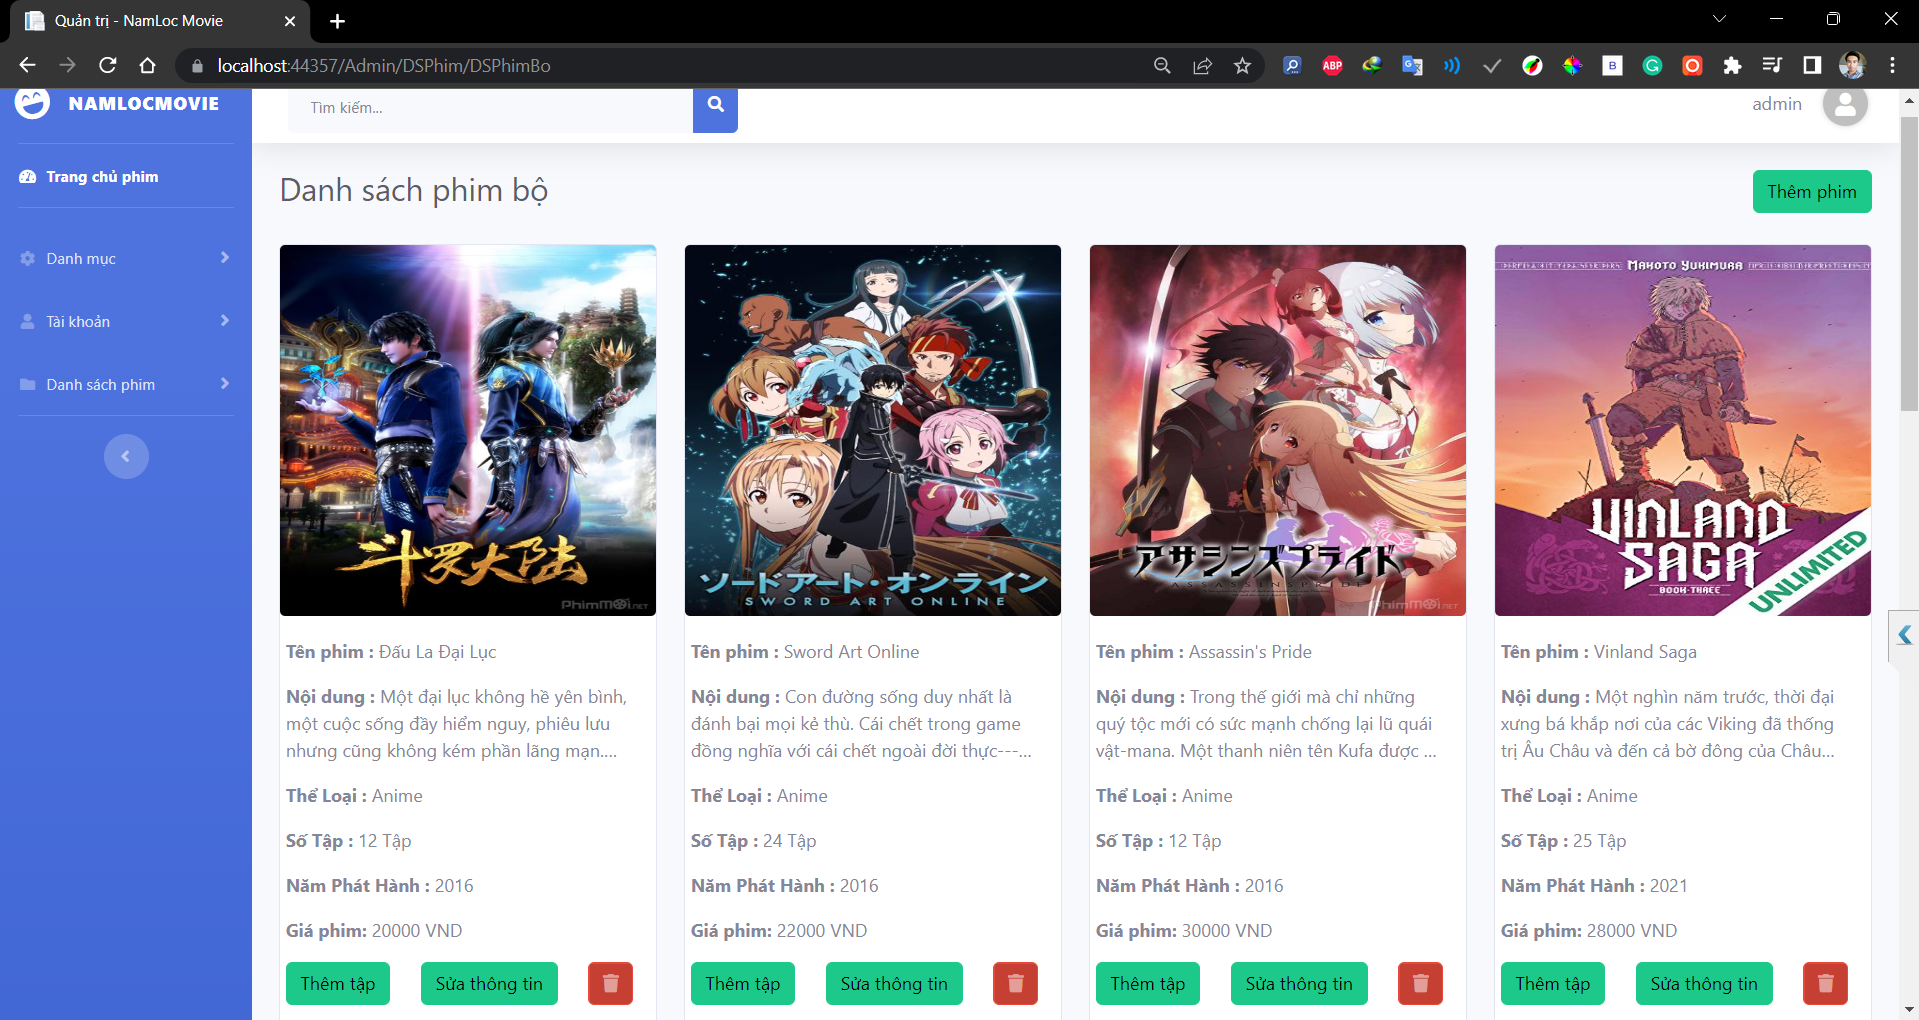 Quản trị - NamLoc Movie
localhost:44357/Admin/DSPhim/DSPhimBo
ABP
B
NAMLOCMOVIE
Tìm kiếm...
admin
Trang chủ phim
Danh mục
Tài khoản
Danh sách phim
Danh sách phim bộ
Thêm phim
斗罗大陆
PhimMoi.NET
ソードアート・オンライン
SWORD ART ONLINE
アサシンズプライド
ASSASSINSPRIDE
PhimMoi.NET
MAKOTO YUKIMURA
VINLAND
SAGA
BOOK-THREE
UNLIMITED
Tên phim : Đấu La Đại Lục
Nội dung : Một đại lục không hề yên bình,
một cuộc sống đầy hiểm nguy, phiêu lưu
nhưng cũng không kém phần lãng mạn....
Thể Loại : Anime
Số Tập : 12 Tập
Năm Phát Hành : 2016
Giá phim: 20000 VND
Thêm tập
Sửa thông tin
Tên phim : Sword Art Online
Nội dung : Con đường sống duy nhất là
đánh bại mọi kẻ thù. Cái chết trong game
đồng nghĩa với cái chết ngoài đời thực---...
Thể Loại : Anime
Số Tập : 24 Tập
Năm Phát Hành : 2016
Giá phim: 22000 VND
Thêm tập
Sửa thông tin
Tên phim : Assassin's Pride
Nội dung : Trong thế giới mà chỉ những
quý tộc mới có sức mạnh chống lại lũ quái
vật-mana. Một thanh niên tên Kufa được ...
Thể Loại : Anime
Số Tập : 12 Tập
Năm Phát Hành : 2016
Giá phim: 30000 VND
Thêm tập
Sửa thông tin
Tên phim : Vinland Saga
Nội dung : Một nghìn năm trước, thời đại
xưng bá khắp nơi của các Viking đã thống
trị Âu Châu và đến cả bờ đông của Châu...
Thể Loại : Anime
Số Tập : 25 Tập
Năm Phát Hành : 2021
Giá phim: 28000 VND
Thêm tập
Sửa thông tin